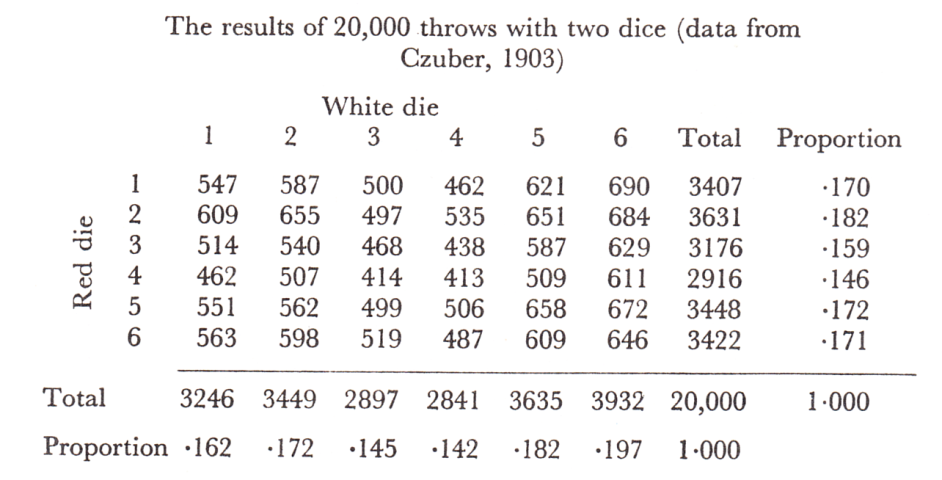 The results of 20,000 throws with two dice (data from
Czuber, 1903)
White die
1 2 3 4 5 6 Total Proportion
Red die
1 547 587 500 462 621 690 3407 ·170
2 609 655 497 535 651 684 3631 ·182
3 514 540 468 438 587 629 3176 ·159
4 462 507 414 413 509 611 2916 ·146
5 551 562 499 506 658 672 3448 ·172
6 563 598 519 487 609 646 3422 ·171
Total 3246 3449 2897 2841 3635 3932 20,000 1·000
Proportion ·162 ·172 ·145 ·142 ·182 ·197 1·000